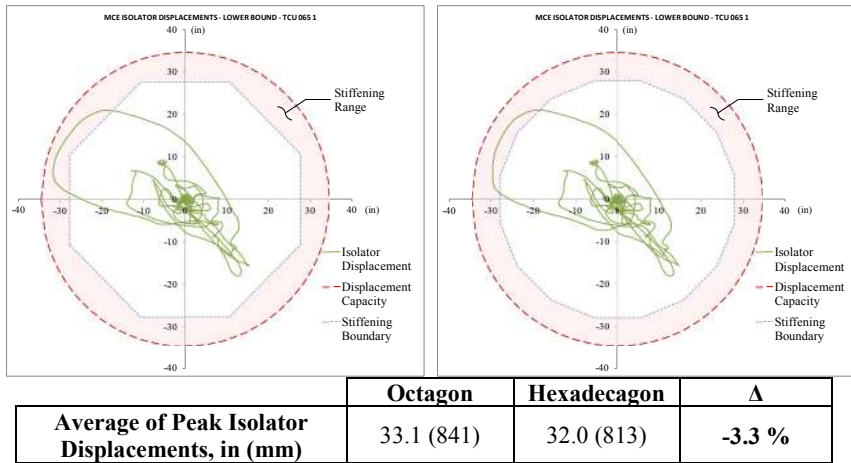 MCE ISOLATOR DISPLACEMENTS - LOWER BOUND - TCU 065 1
40
(in)
30
20
10
0
-40
-30
-20
-10
0
10
20
30
40
(in)
-10
-20
-30
-40
Stiffening
Range
Isolator
Displacement
Displacement
Capacity
Stiffening
Boundary
MCE ISOLATOR DISPLACEMENTS - LOWER BOUND - TCU 065 1
40
(in)
30
20
10
0
-40
-30
-20
-10
0
10
20
30
40
(in)
-10
-20
-30
-40
Stiffening
Range
Isolator
Displacement
Displacement
Capacity
Stiffening
Boundary
Octagon Hexadecagon Δ
Average of Peak Isolator
Displacements, in (mm) 33.1 (841) 32.0 (813) -3.3 %